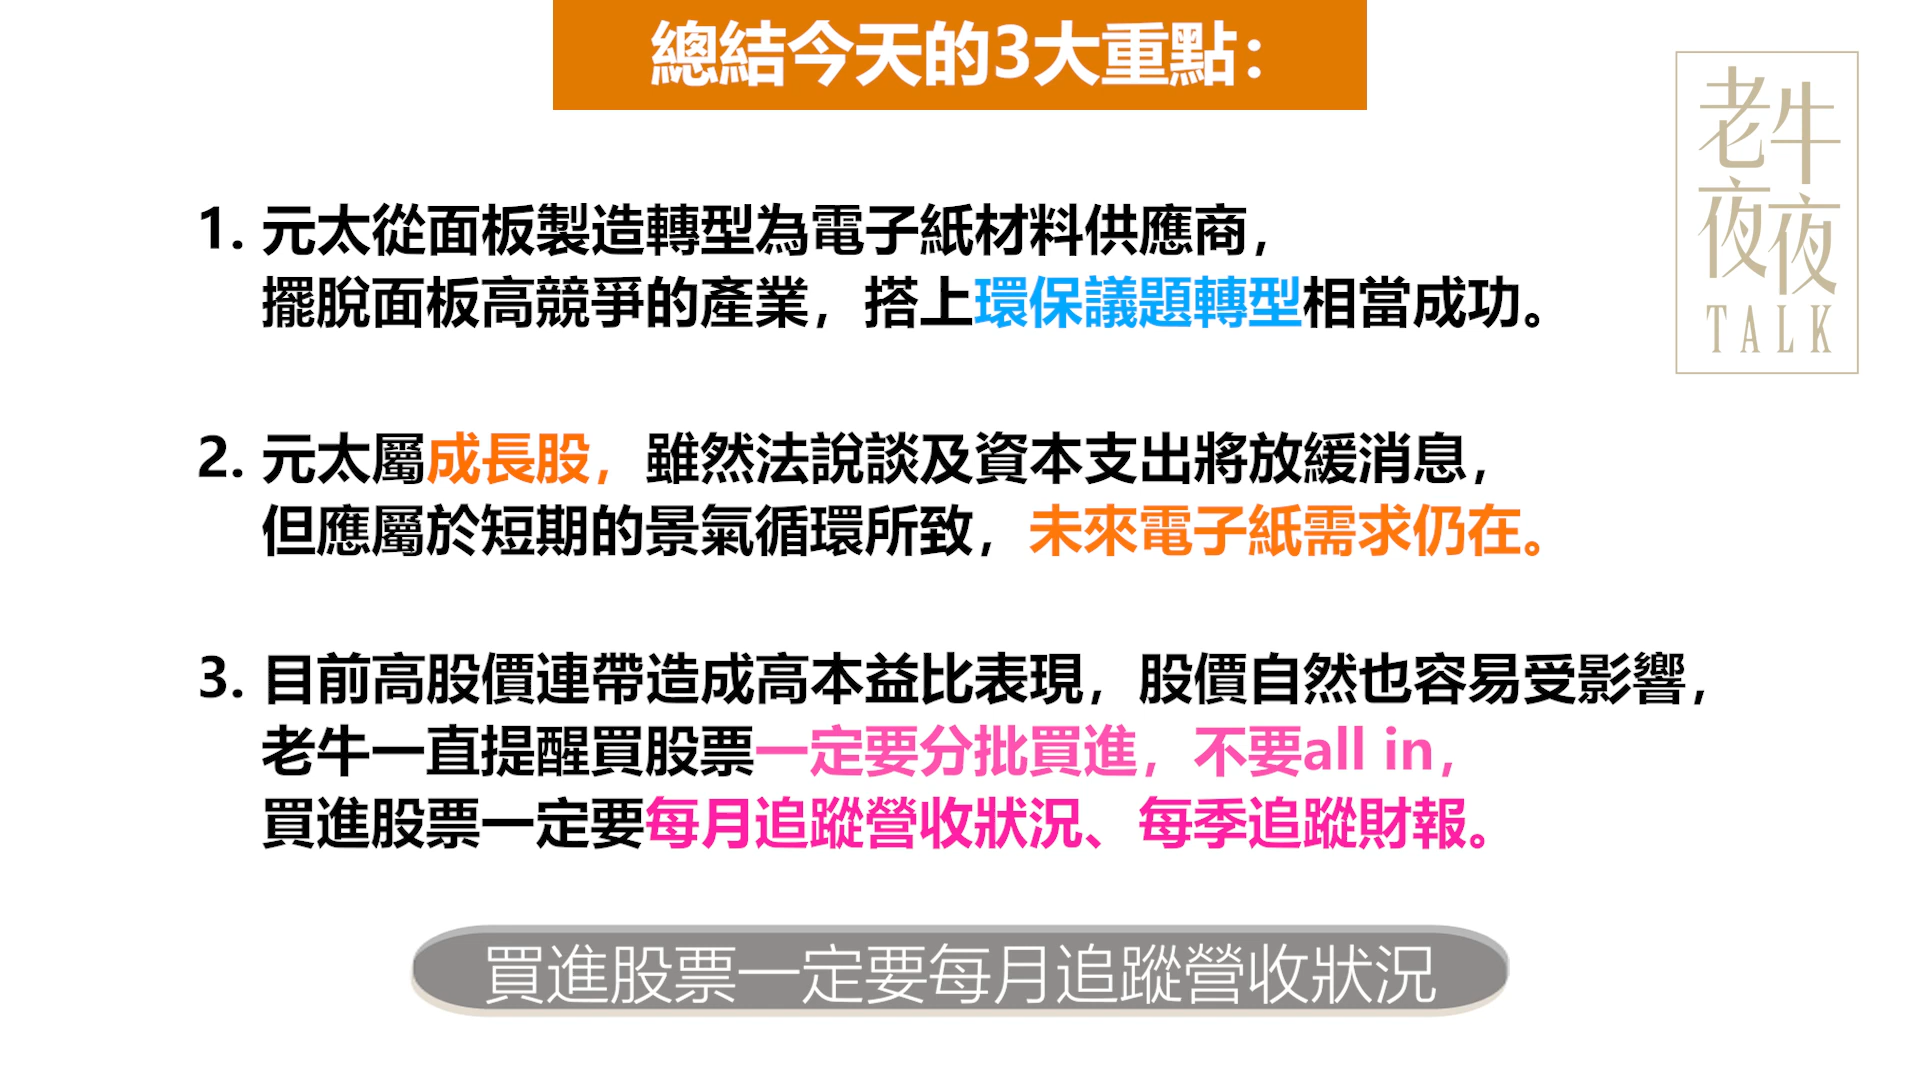 總結今天的3大重點：
老牛
夜夜
TALK
1. 元太從面板製造轉型為電子紙材料供應商，
擺脫面板高競爭的產業，搭上環保議題轉型相當成功。
2. 元太屬成長股，雖然法說談及資本支出將放緩消息，
但應屬於短期的景氣循環所致，未來電子紙需求仍在。
3. 目前高股價連帶造成高本益比表現，股價自然也容易受影響，
老牛一直提醒買股票一定要分批買進，不要all in，
買進股票一定要每月追蹤營收狀況、每季追蹤財報。
買進股票一定要每月追蹤營收狀況